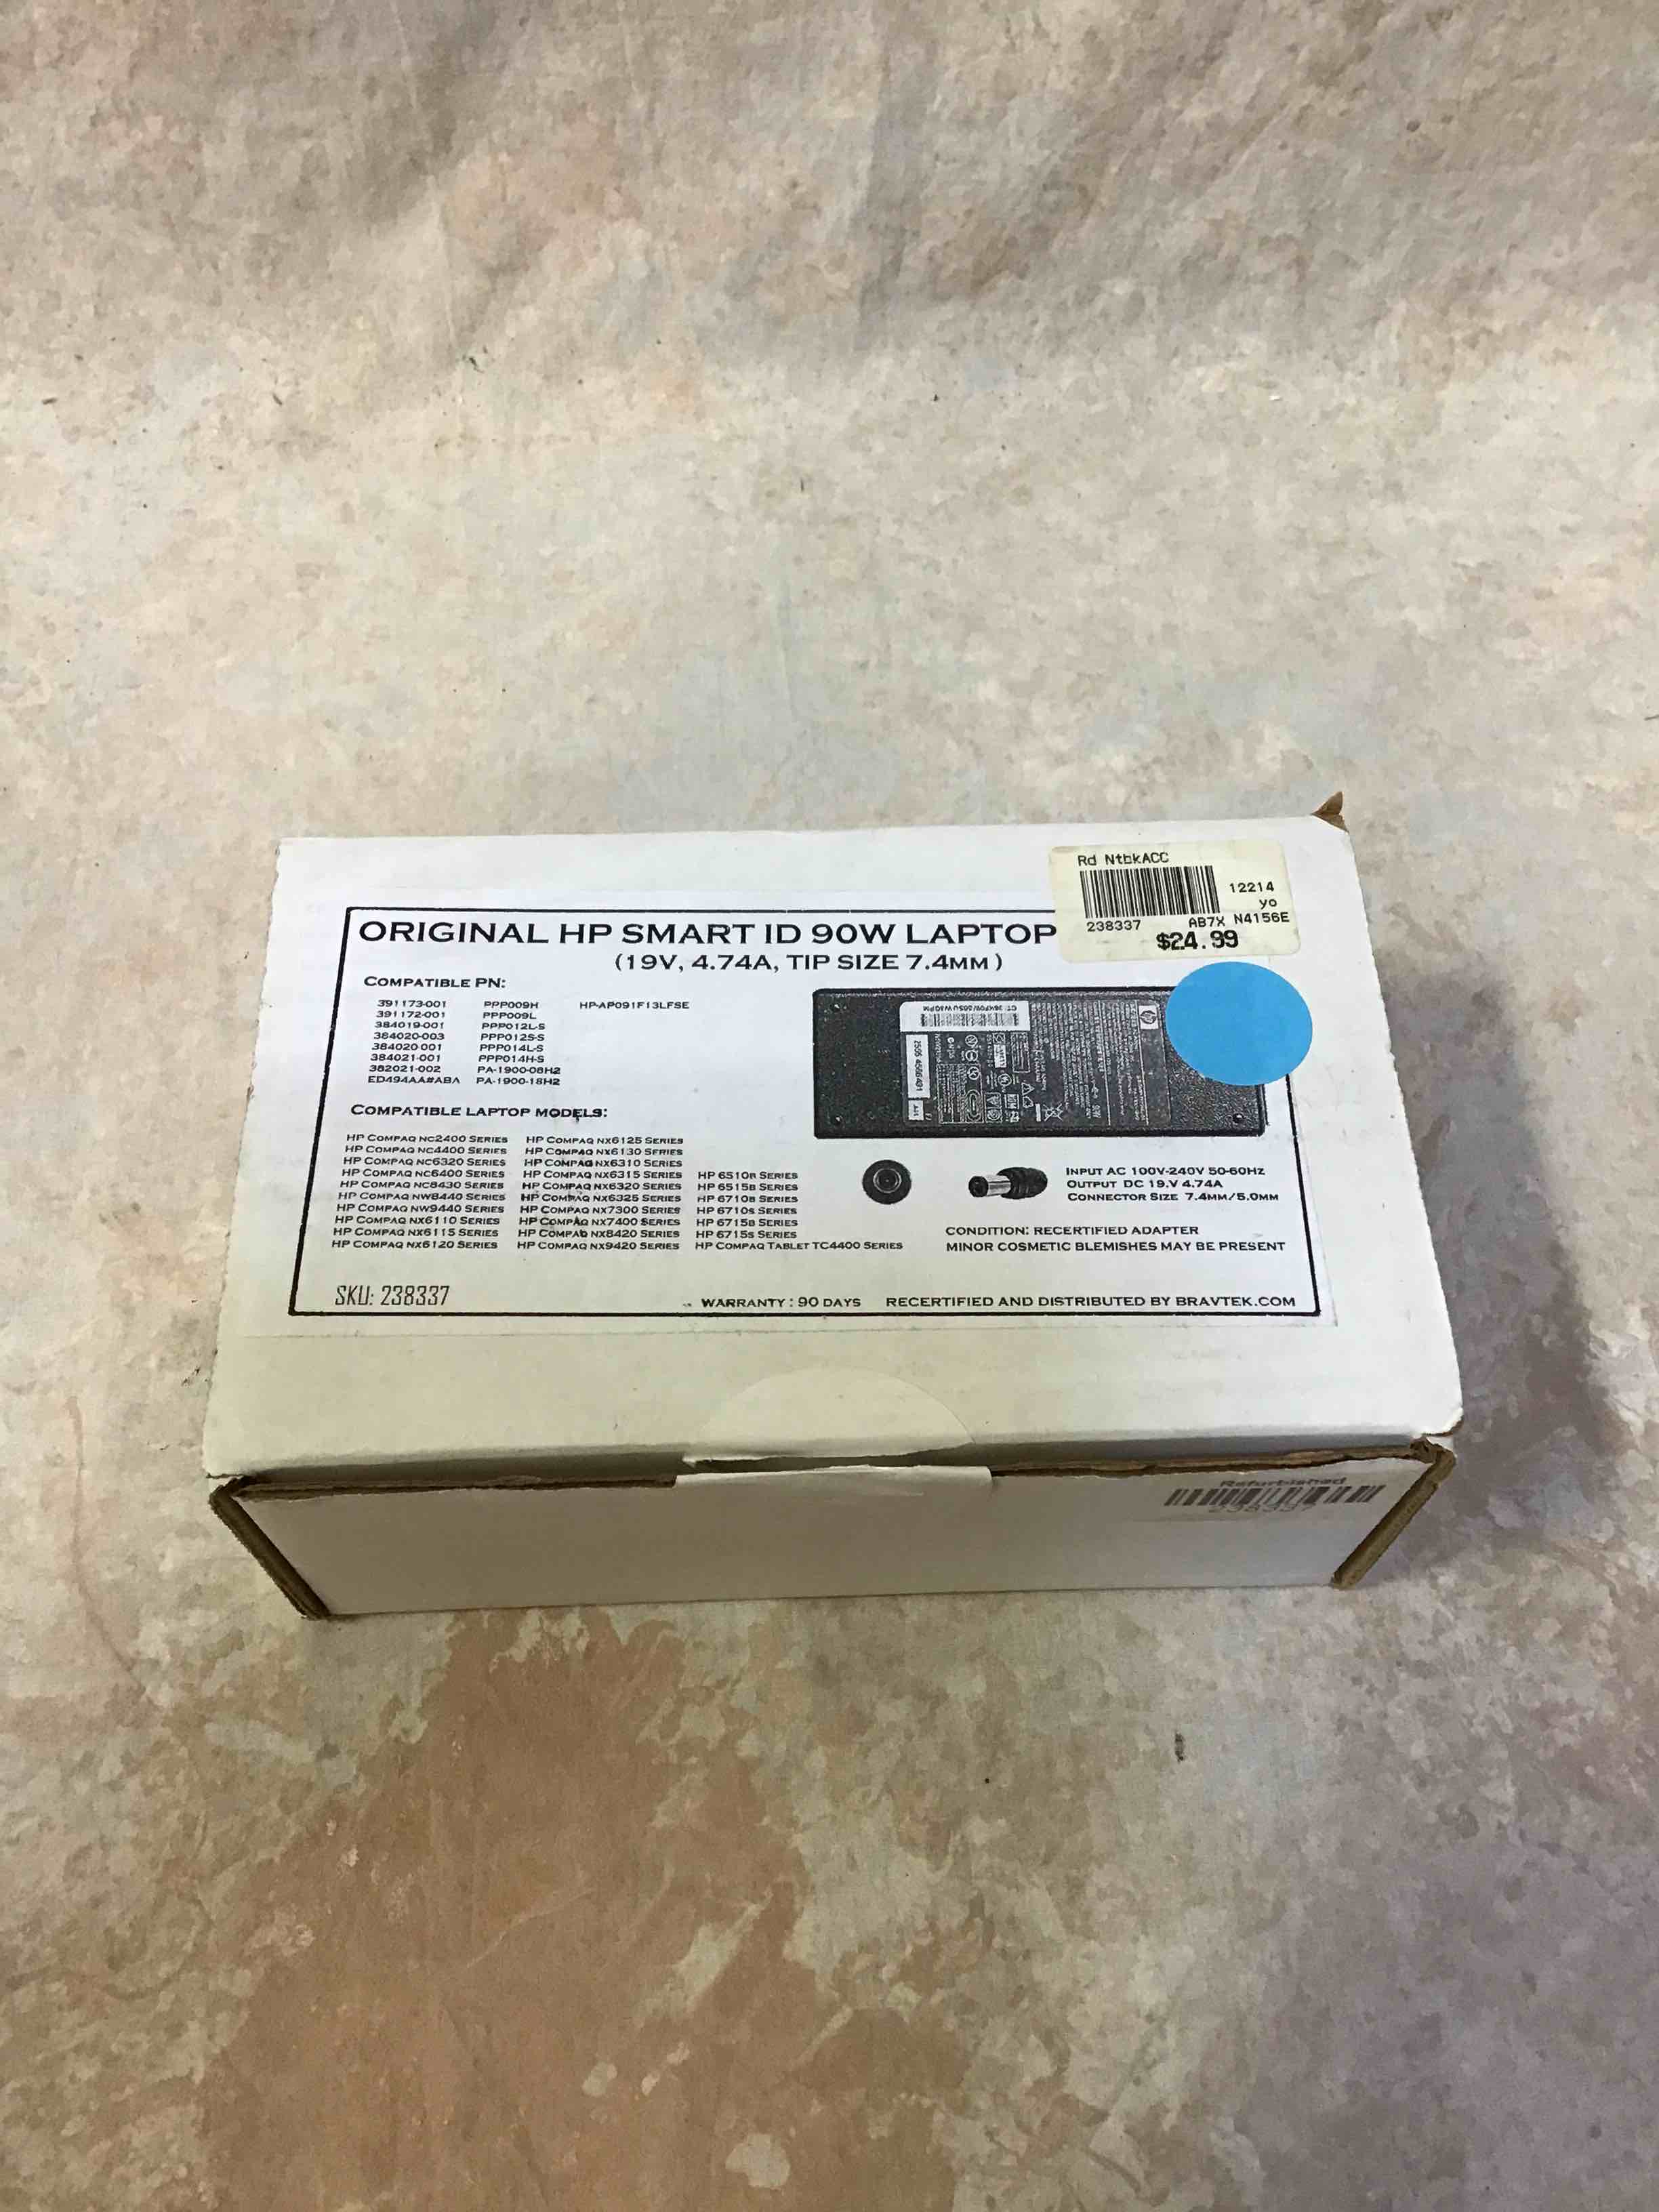 Rd NtbkACC
12214
yo
238337 AB7X N4156E
$24.99
ORIGINAL HP SMART ID 90W LAPTOP
(19V, 4.74A, TIP SIZE 7.4MM)
COMPATIBLE PN:
391173-001 PPP009H HP-AP091F13LFSE
391172-001 PPP009L
384019-001 PPP012L-S
384020-003 PPP012S-S
384020 001 PPP014L-S
384021-001 PPP014H-S
382021-002 PA-1900-08H2
ED494AA#ABA PA-1900-18H2
COMPATIBLE LAPTOP MODELS:
HP COMPAQ NC2400 SERIES HP COMPAQ NX6125 SERIES
HP COMPAQ NC4400 SERIES HP COMPAQ NX6130 SERIES
HP COMPAQ NC6320 SERIES HP COMPAQ NX6310 SERIES
HP COMPAQ NC6400 SERIES HP COMPAQ NX6315 SERIES HP 6510B SERIES
HP COMPAQ NC8430 SERIES HP COMPAQ NX6320 SERIES HP 6515B SERIES
HP COMPAQ NW8440 SERIES HP COMPAQ NX6325 SERIES HP 6710B SERIES
HP COMPAQ NW9440 SERIES HP COMPAQ NX7300 SERIES HP 6710S SERIES
HP COMPAQ NX6110 SERIES HP COMPAQ NX7400 SERIES HP 6715B SERIES
HP COMPAQ NX6115 SERIES HP COMPAQ NX8420 SERIES HP 6715S SERIES
HP COMPAQ NX6120 SERIES HP COMPAQ NX9420 SERIES HP COMPAQ TABLET TC4400 SERIES
INPUT AC 100V-240V 50-60HZ
OUTPUT DC 19.V 4.74A
CONNECTOR SIZE 7.4MM/5.0MM
CONDITION: RECERTIFIED ADAPTER
MINOR COSMETIC BLEMISHES MAY BE PRESENT
SKU: 238337
WARRANTY : 90 DAYS RECERTIFIED AND DISTRIBUTED BY BRAVTEK.COM
Refurbished
238337